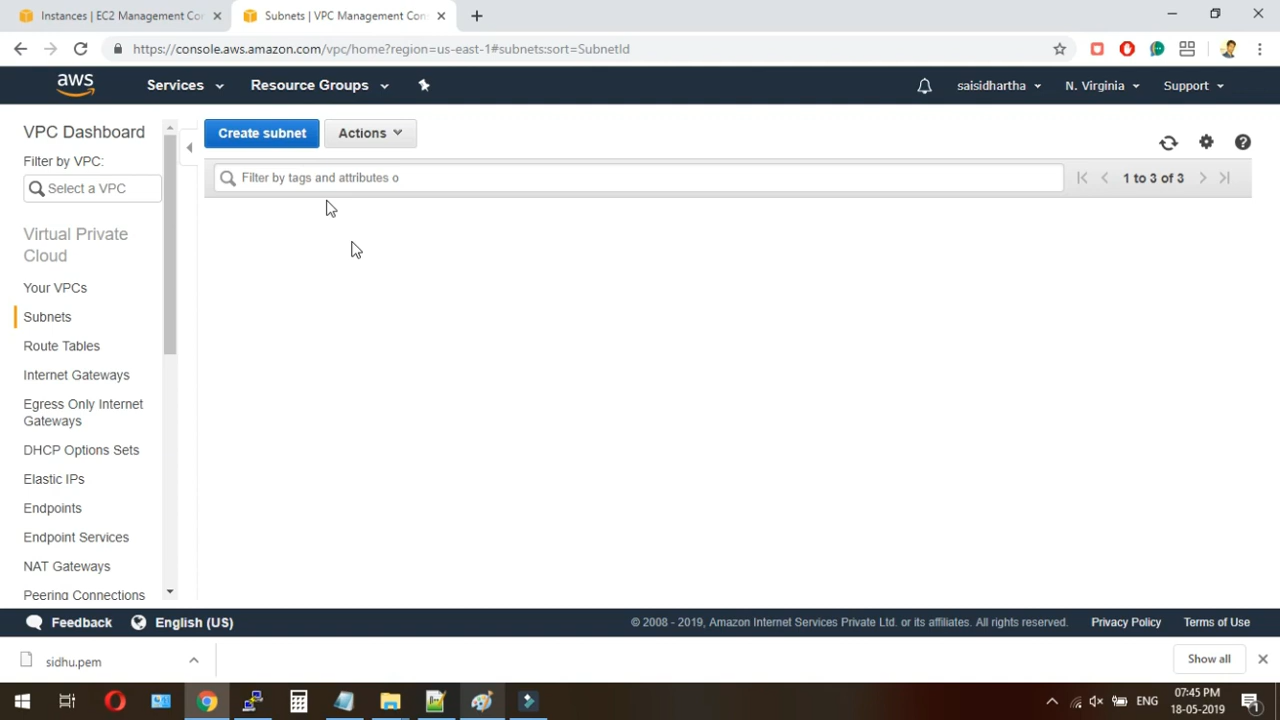 Instances | EC2 Management Con
Subnets | VPC Management Cons
https://console.aws.amazon.com/vpc/home?region=us-east-1#subnets:sort=SubnetId
aws
Services
Resource Groups
saisidhartha
N. Virginia
Support
VPC Dashboard
Filter by VPC:
Select a VPC
Virtual Private
Cloud
Your VPCs
Subnets
Route Tables
Internet Gateways
Egress Only Internet
Gateways
DHCP Options Sets
Elastic IPs
Endpoints
Endpoint Services
NAT Gateways
Peering Connections
Create subnet
Actions
Filter by tags and attributes o
1 to 3 of 3
Feedback
English (US)
© 2008 - 2019, Amazon Internet Services Private Ltd. or its affiliates. All rights reserved.
Privacy Policy
Terms of Use
sidhu.pem
Show all
ENG
07:45 PM
18-05-2019
1